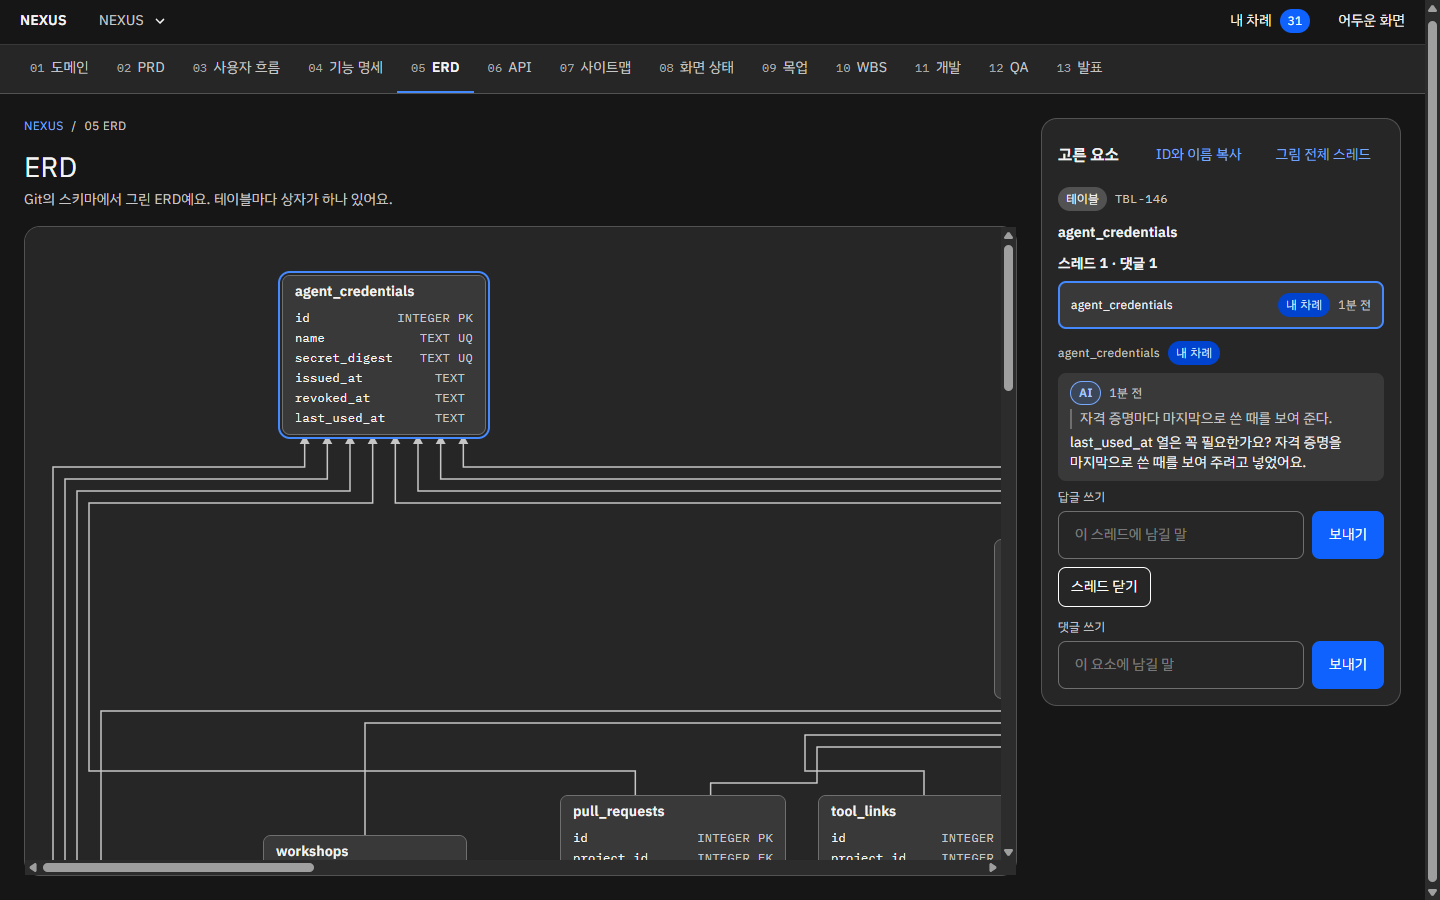 NEXUS NEXUS 내 차례 31 어두운 화면
01 도메인 02 PRD 03 사용자 흐름 04 기능 명세 05 ERD 06 API 07 사이트맵 08 화면 상태 09 목업 10 WBS 11 개발 12 QA 13 발표
NEXUS / 05 ERD
ERD
Git의 스키마에서 그린 ERD예요. 테이블마다 상자가 하나 있어요.
agent_credentials
id INTEGER PK
name TEXT UQ
secret_digest TEXT UQ
issued_at TEXT
revoked_at TEXT
last_used_at TEXT
pull_requests
id INTEGER PK
project_id INTEGER FK
tool_links
id INTEGER
project_id INTEGER
workshops
고른 요소 ID와 이름 복사 그림 전체 스레드
테이블 TBL-146
agent_credentials
스레드 1 · 댓글 1
agent_credentials 내 차례 1분 전
agent_credentials 내 차례
AI 1분 전
자격 증명마다 마지막으로 쓴 때를 보여 준다.
last_used_at 열은 꼭 필요한가요? 자격 증명을
마지막으로 쓴 때를 보여 주려고 넣었어요.
답글 쓰기
이 스레드에 남길 말 보내기
스레드 닫기
댓글 쓰기
이 요소에 남길 말 보내기